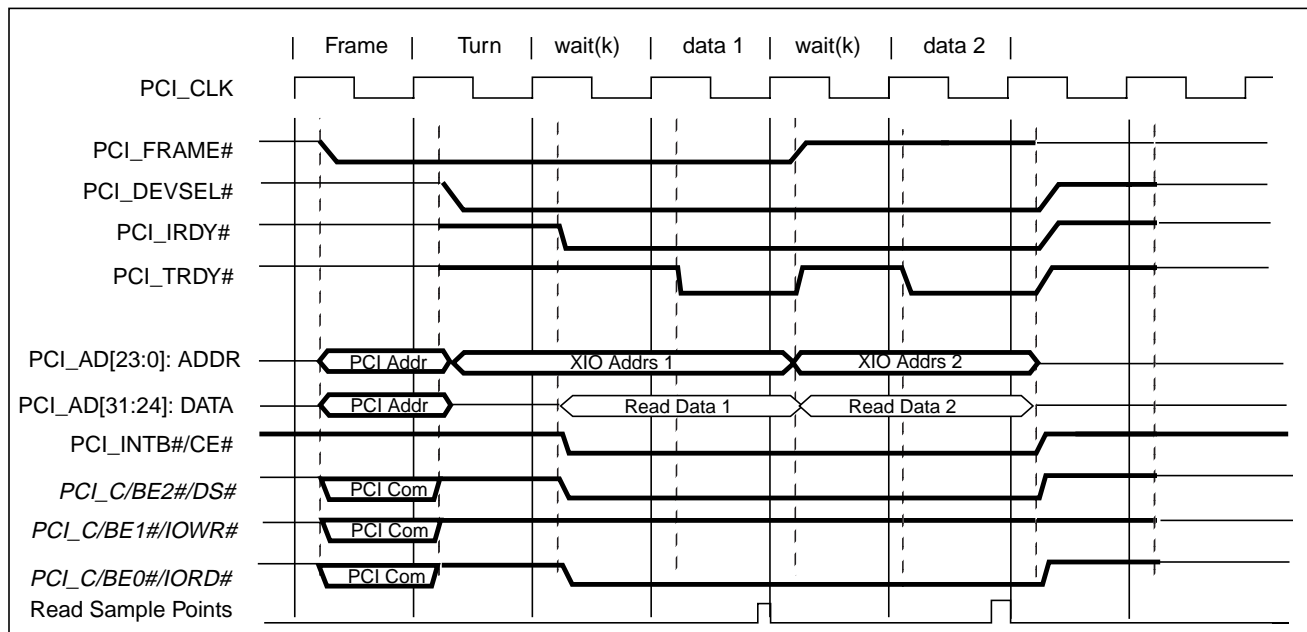 | Frame | Turn | wait(k) | data 1 | wait(k) | data 2 |
PCI_CLK
PCI_FRAME#
PCI_DEVSEL#
PCI_IRDY#
PCI_TRDY#
PCI_AD[23:0]: ADDR PCI Addr XIO Addrs 1 XIO Addrs 2
PCI_AD[31:24]: DATA PCI Addr Read Data 1 Read Data 2
PCI_INTB#/CE#
PCI_C/BE2#/DS# PCI Com
PCI_C/BE1#/IOWR# PCI Com
PCI_C/BE0#/IORD# PCI Com
Read Sample Points